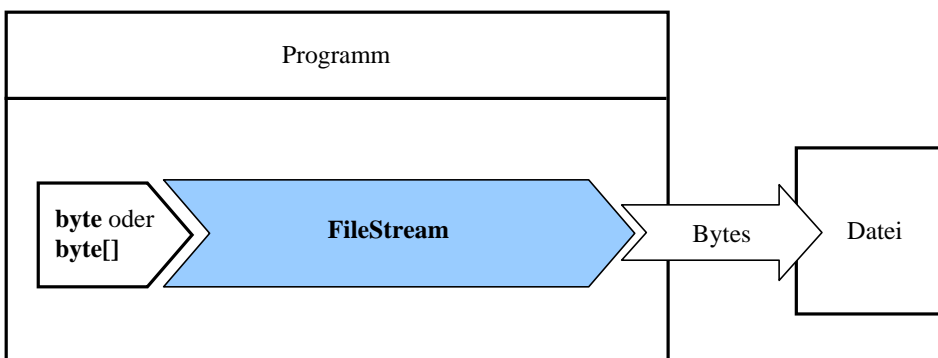 Programm
byte oder
byte[]
FileStream
Bytes
Datei